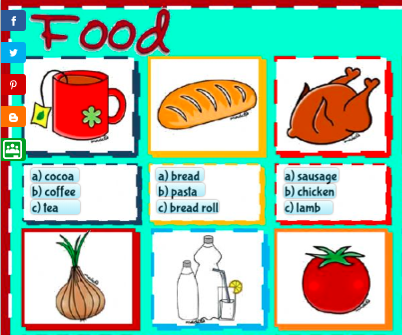 Food
a) cocoa
b) coffee
c) tea
a) bread
b) pasta
c) bread roll
a) sausage
b) chicken
c) lamb